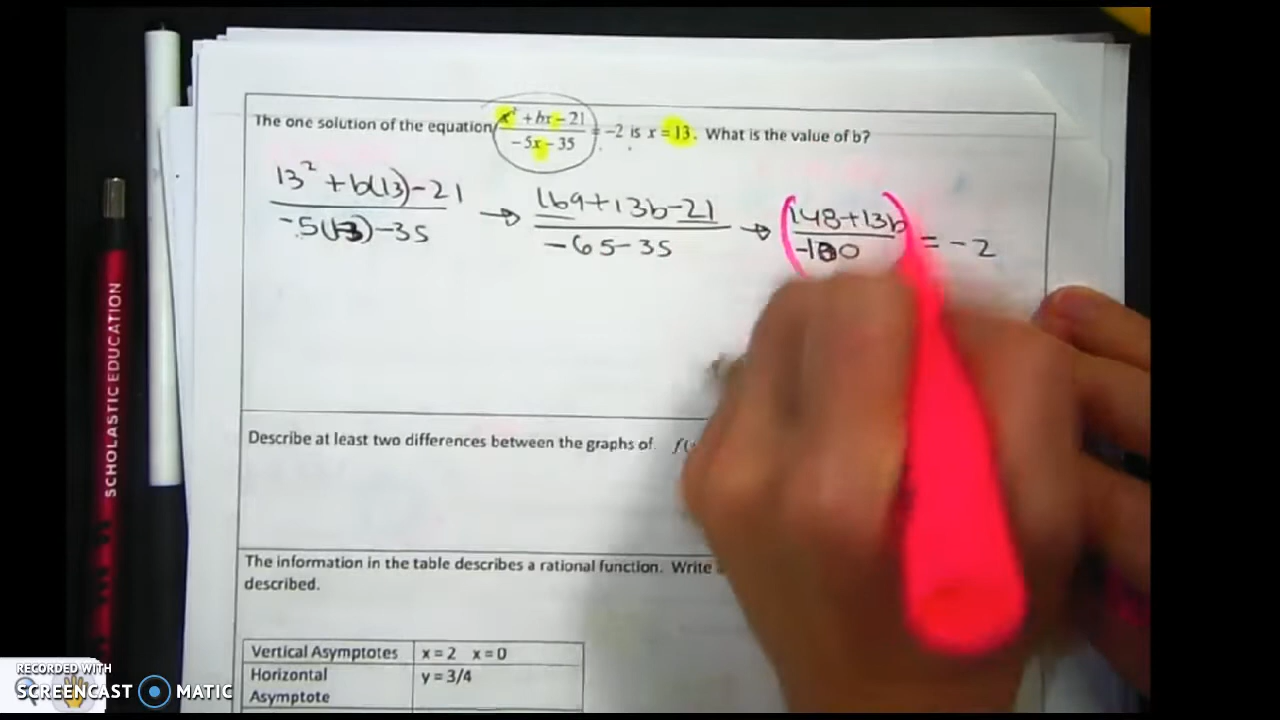 The one solution of the equation x² + bx − 21 / −5x − 35 = −2 is x = 13. What is the value of b?
13² + b(13) − 21 / −5(13) − 35 → 169 + 13b − 21 / −65 − 35 → (148 + 13b / −100) = −2
Describe at least two differences between the graphs of. f(
The information in the table describes a rational function. Write
described.
Vertical Asymptotes x = 2 x = 0
Horizontal Asymptote y = 3/4
SCHOLASTIC EDUCATION
RECORDED WITH
SCREENCAST MATIC